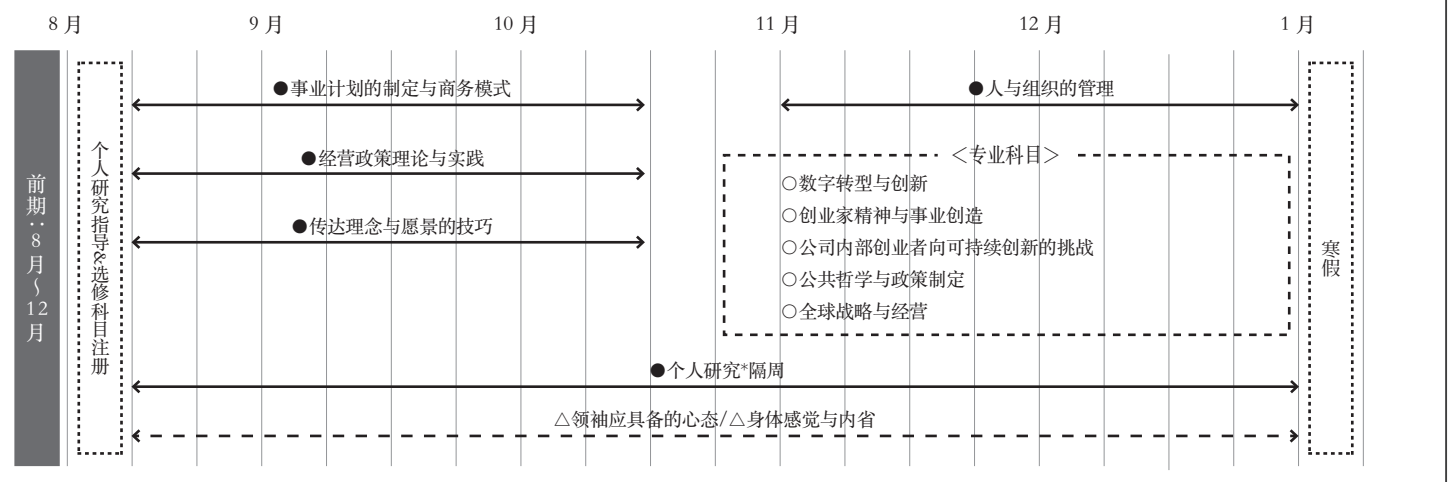 8 月
9 月
10 月
11 月
12 月
1 月
前期：8月～12月
个人研究指导&选修科目注册
●事业计划的制定与商务模式
●人与组织的管理
●经营政策理论与实践
＜专业科目＞
○数字转型与创新
○创业家精神与事业创造
○公司内部创业者向可持续创新的挑战
○公共哲学与政策制定
○全球战略与经营
●传达理念与愿景的技巧
●个人研究*隔周
△领袖应具备的心态/△身体感觉与内省
寒假